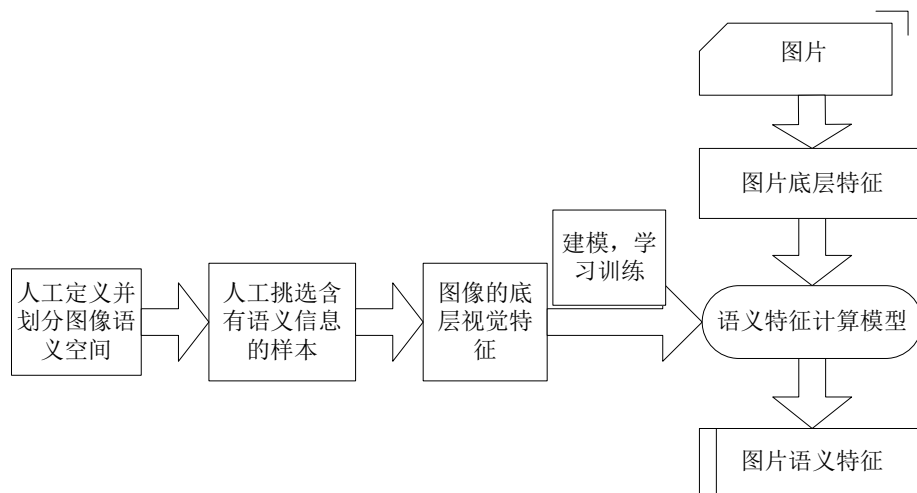 图片
图片底层特征
建模，学
习训练
人工定义并
划分图像语
义空间
人工挑选含
有语义信息
的样本
图像的底
层视觉特
征
语义特征计算模型
图片语义特征